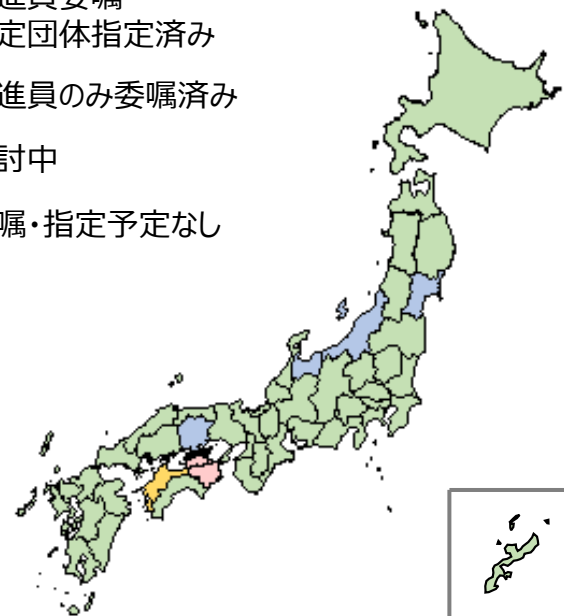 進員委嘱
定団体指定済み
進員のみ委嘱済み
討中
嘱・指定予定なし